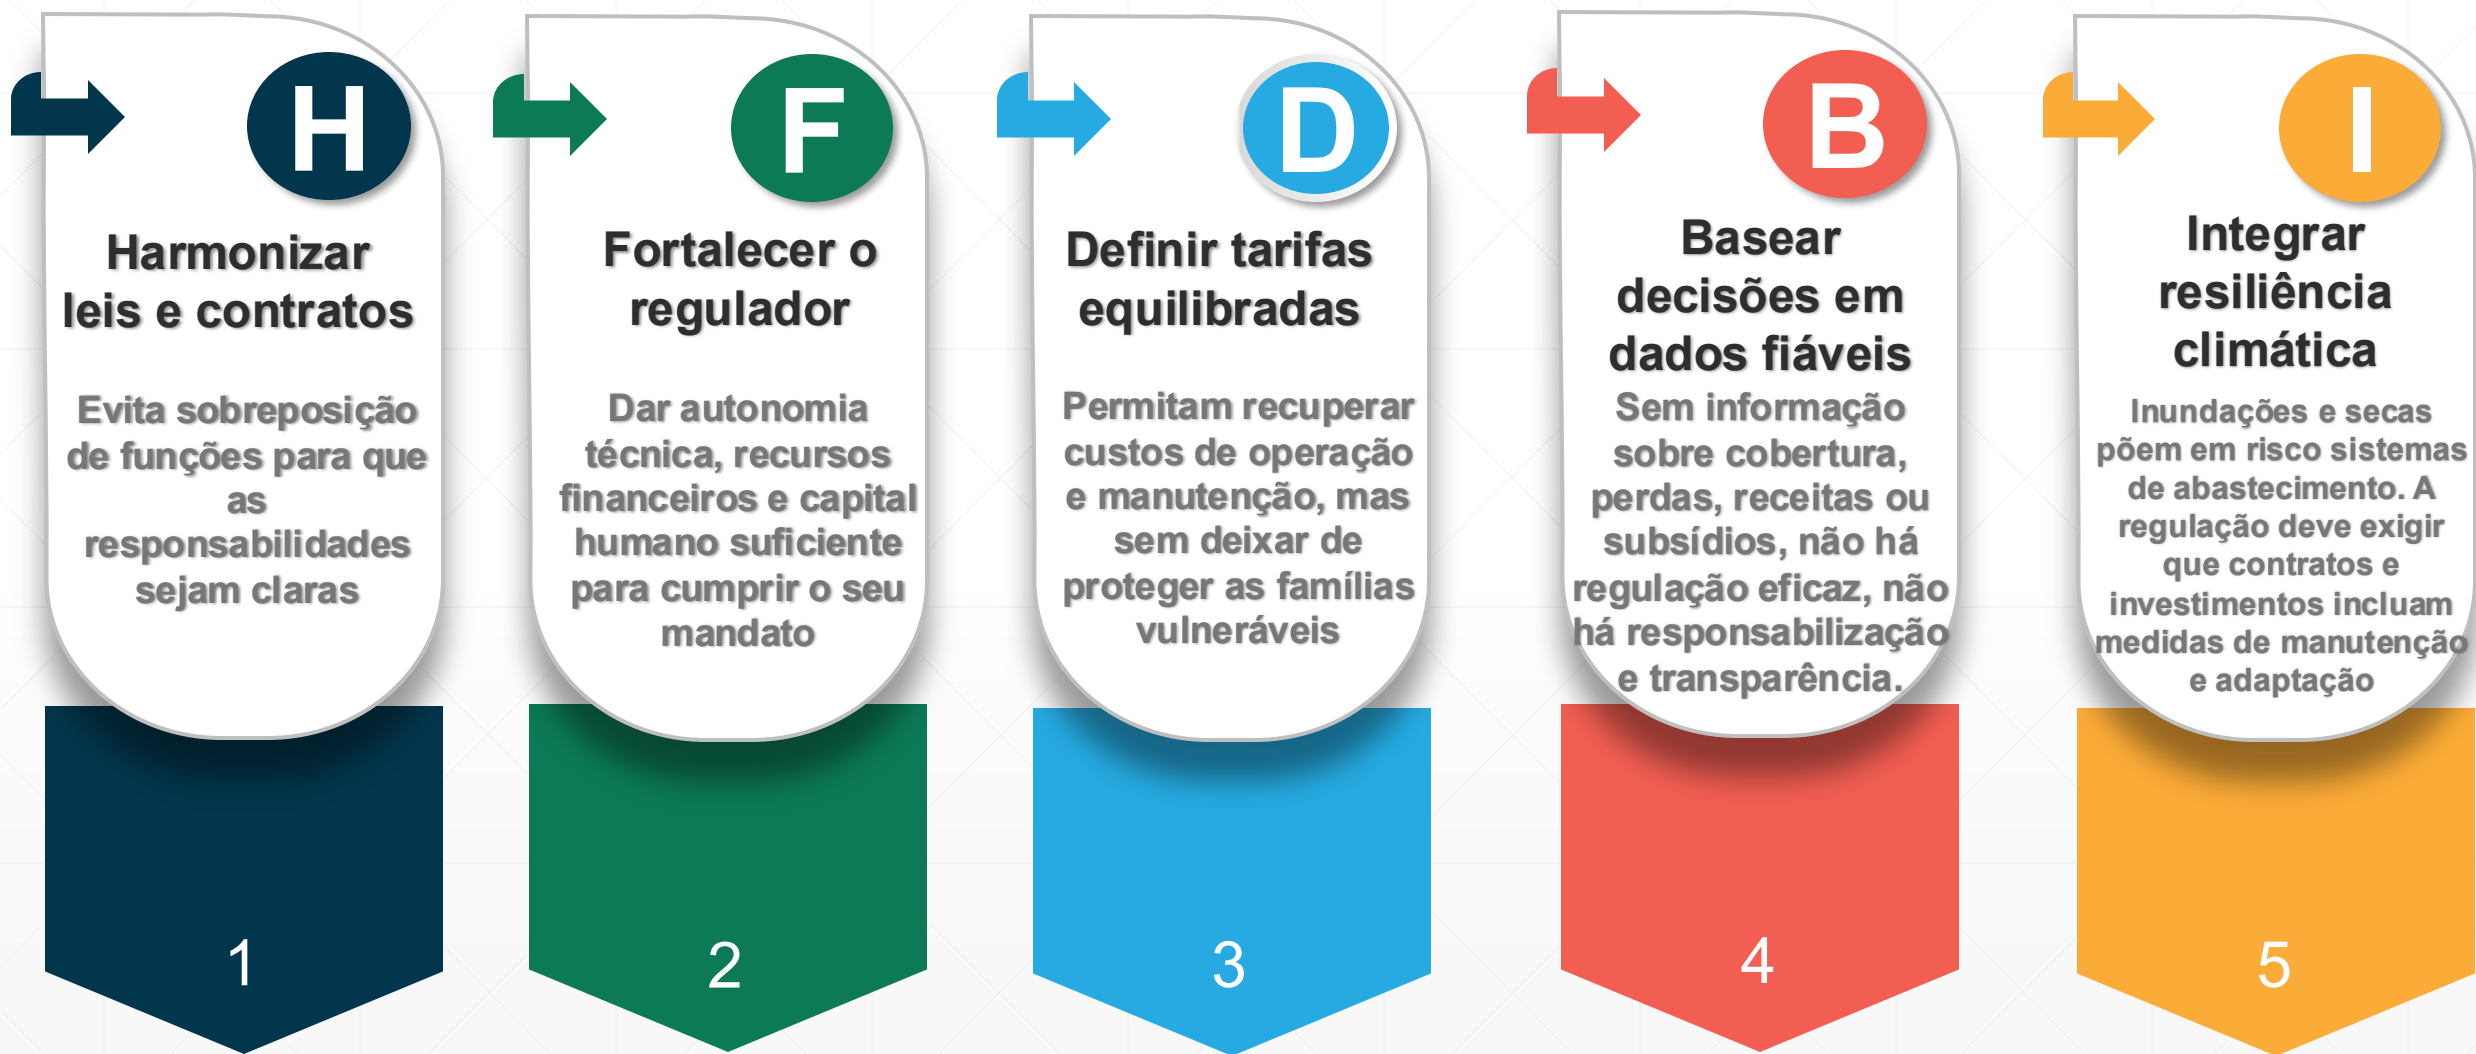 H
Harmonizar
leis e contratos
Evita sobreposição
de funções para que
as
responsabilidades
sejam claras
1
F
Fortalecer o
regulador
Dar autonomia
técnica, recursos
financeiros e capital
humano suficiente
para cumprir o seu
mandato
2
D
Definir tarifas
equilibradas
Permitam recuperar
custos de operação
e manutenção, mas
sem deixar de
proteger as famílias
vulneráveis
3
B
Basear
decisões em
dados fiáveis
Sem informação
sobre cobertura,
perdas, receitas ou
subsídios, não há
regulação eficaz, não
há responsabilização
e transparência.
4
I
Integrar
resiliência
climática
Inundações e secas
põem em risco sistemas
de abastecimento. A
regulação deve exigir
que contratos e
investimentos incluam
medidas de manutenção
e adaptação
5